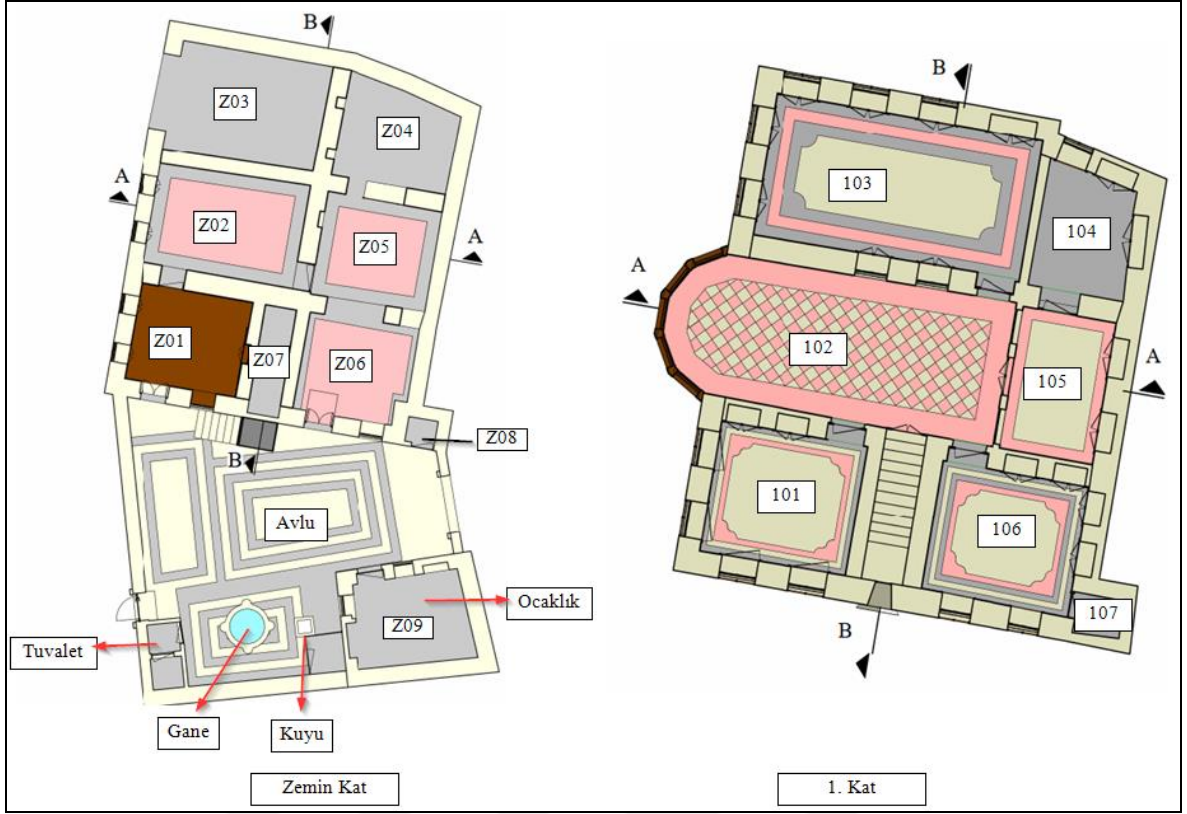 B
Z03
Z04
A
Z02
Z05
A
Z01
Z07
Z06
Z08
B
Avlu
Ocaklık
Z09
Tuvalet
Gane
Kuyu
Zemin Kat
B
103
104
A
102
105
A
101
106
107
B
1. Kat